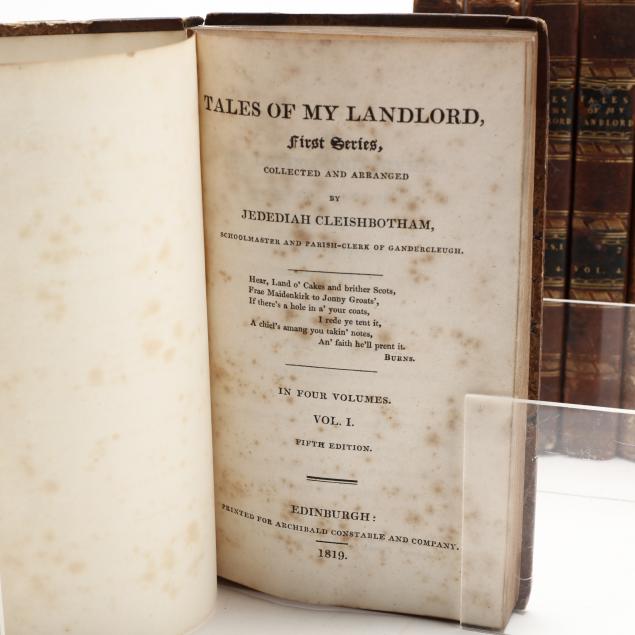 TALES OF MY LANDLORD,
First Series,
COLLECTED AND ARRANGED
BY
JEDEDIAH CLEISHBOTHAM,
SCHOOLMASTER AND PARISH-CLERK OF GANDERCLEUGH.
Hear, Land o' Cakes and brither Scots,
Frae Maidenkirk to Jonny Groats',
If there's a hole in a' your coats,
I rede ye tent it,
A chiel's amang you takin' notes,
An' faith he'll prent it.
BURNS.
IN FOUR VOLUMES.
VOL. I.
FIFTH EDITION.
EDINBURGH:
PRINTED FOR ARCHIBALD CONSTABLE AND COMPANY.
1819.
TALES
OF MY
LANDLORD
VOL. 4